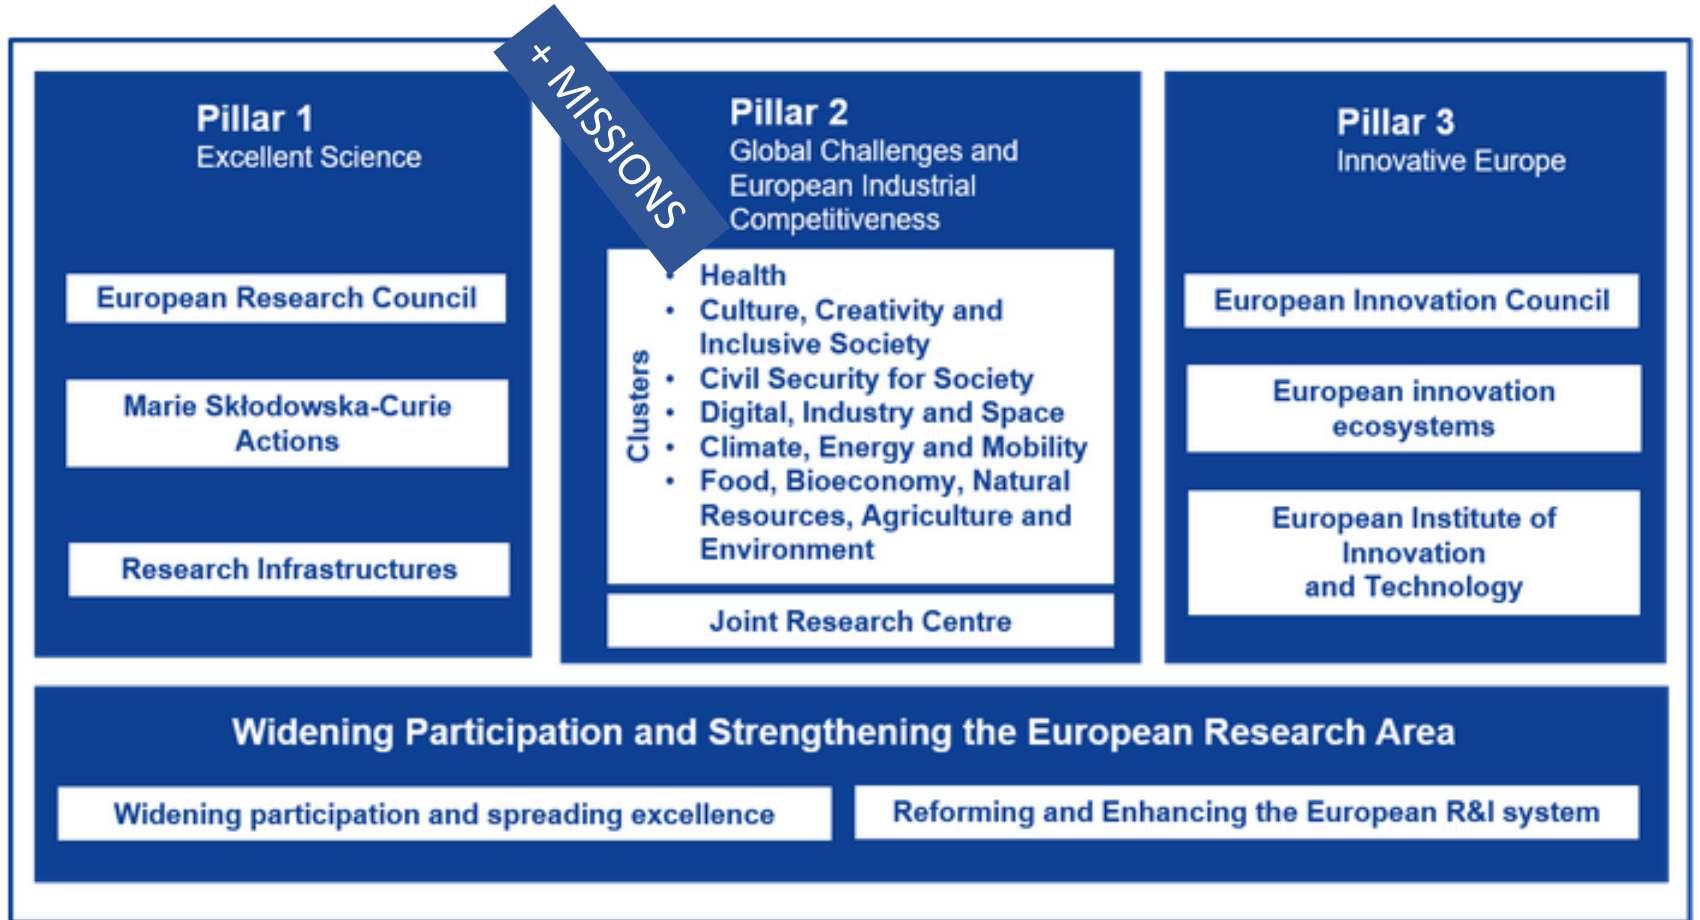 + MISSIONS
Pillar 1
Excellent Science
European Research Council
Marie Skłodowska-Curie
Actions
Research Infrastructures
Pillar 2
Global Challenges and
European Industrial
Competitiveness
Clusters
• Health
• Culture, Creativity and
Inclusive Society
• Civil Security for Society
• Digital, Industry and Space
• Climate, Energy and Mobility
• Food, Bioeconomy, Natural
Resources, Agriculture and
Environment
Joint Research Centre
Pillar 3
Innovative Europe
European Innovation Council
European innovation
ecosystems
European Institute of
Innovation
and Technology
Widening Participation and Strengthening the European Research Area
Widening participation and spreading excellence
Reforming and Enhancing the European R&I system